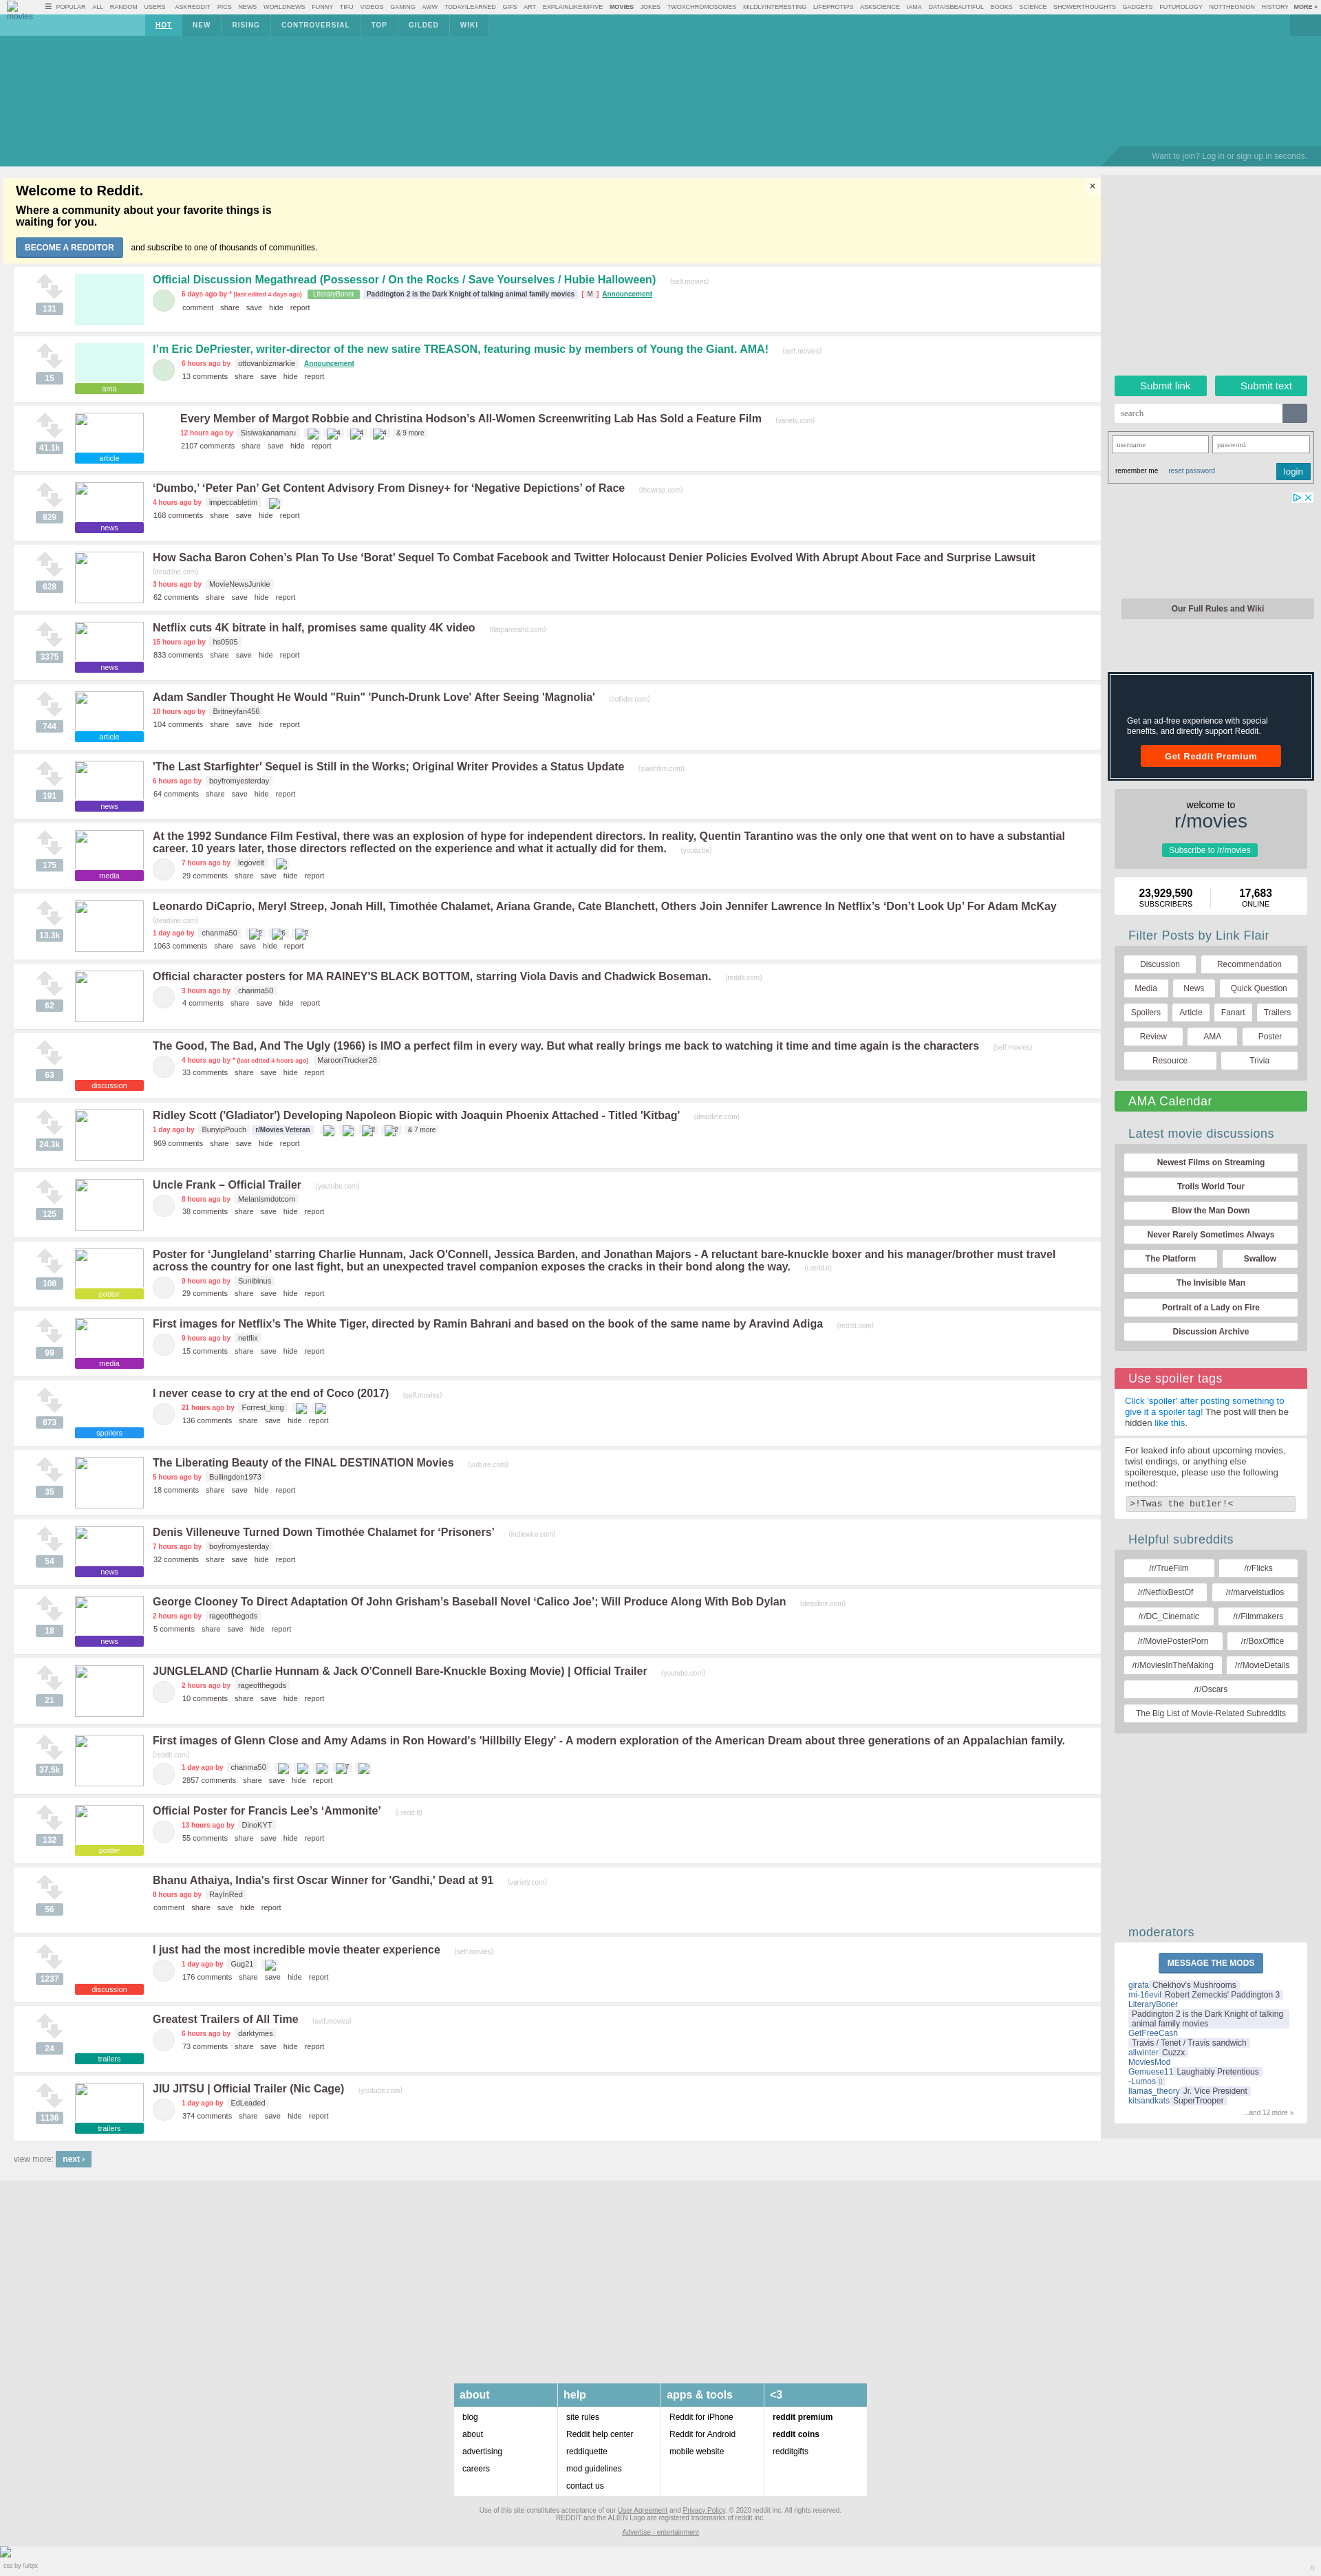 movies
☰ POPULAR ALL RANDOM USERS ASKREDDIT PICS NEWS WORLDNEWS FUNNY TIFU VIDEOS GAMING AWW TODAYILEARNED GIFS ART EXPLAINLIKEIMFIVE MOVIES JOKES TWOXCHROMOSOMES MILDLYINTERESTING LIFEPROTIPS ASKSCIENCE IAMA DATAISBEAUTIFUL BOOKS SCIENCE SHOWERTHOUGHTS GADGETS FUTUROLOGY NOTTHEONION HISTORY MORE »
HOT NEW RISING CONTROVERSIAL TOP GILDED WIKI
Want to join? Log in or sign up in seconds.
Welcome to Reddit.
×
Where a community about your favorite things is
waiting for you.
BECOME A REDDITOR and subscribe to one of thousands of communities.
Official Discussion Megathread (Possessor / On the Rocks / Save Yourselves / Hubie Halloween) (self.movies)
131
6 days ago by * (last edited 4 days ago) LiteraryBoner Paddington 2 is the Dark Knight of talking animal family movies [ M ] Announcement
comment share save hide report
I’m Eric DePriester, writer-director of the new satire TREASON, featuring music by members of Young the Giant. AMA! (self.movies)
15
ama
6 hours ago by ottovanbizmarkie Announcement
13 comments share save hide report
Every Member of Margot Robbie and Christina Hodson’s All-Women Screenwriting Lab Has Sold a Feature Film (variety.com)
41.1k
article
12 hours ago by Sisiwakanamaru 4 4 4 & 9 more
2107 comments share save hide report
‘Dumbo,’ ‘Peter Pan’ Get Content Advisory From Disney+ for ‘Negative Depictions’ of Race (thewrap.com)
829
news
4 hours ago by impeccabletim
168 comments share save hide report
How Sacha Baron Cohen’s Plan To Use ‘Borat’ Sequel To Combat Facebook and Twitter Holocaust Denier Policies Evolved With Abrupt About Face and Surprise Lawsuit
(deadline.com)
628
3 hours ago by MovieNewsJunkie
62 comments share save hide report
Netflix cuts 4K bitrate in half, promises same quality 4K video (flatpanelshd.com)
3375
news
15 hours ago by hs0505
833 comments share save hide report
Adam Sandler Thought He Would "Ruin" 'Punch-Drunk Love' After Seeing 'Magnolia' (collider.com)
744
article
10 hours ago by Britneyfan456
104 comments share save hide report
'The Last Starfighter' Sequel is Still in the Works; Original Writer Provides a Status Update (slashfilm.com)
191
news
6 hours ago by boyfromyesterday
64 comments share save hide report
At the 1992 Sundance Film Festival, there was an explosion of hype for independent directors. In reality, Quentin Tarantino was the only one that went on to have a substantial
career. 10 years later, those directors reflected on the experience and what it actually did for them. (youtu.be)
175
media
7 hours ago by legovelt
29 comments share save hide report
Leonardo DiCaprio, Meryl Streep, Jonah Hill, Timothée Chalamet, Ariana Grande, Cate Blanchett, Others Join Jennifer Lawrence In Netflix’s ‘Don’t Look Up’ For Adam McKay
(deadline.com)
13.3k
1 day ago by chanma50 2 6 2
1063 comments share save hide report
Official character posters for MA RAINEY'S BLACK BOTTOM, starring Viola Davis and Chadwick Boseman. (reddit.com)
62
3 hours ago by chanma50
4 comments share save hide report
The Good, The Bad, And The Ugly (1966) is IMO a perfect film in every way. But what really brings me back to watching it time and time again is the characters (self.movies)
63
discussion
4 hours ago by * (last edited 4 hours ago) MaroonTrucker28
33 comments share save hide report
Ridley Scott ('Gladiator') Developing Napoleon Biopic with Joaquin Phoenix Attached - Titled 'Kitbag' (deadline.com)
24.3k
1 day ago by BunyipPouch r/Movies Veteran 2 2 & 7 more
969 comments share save hide report
Uncle Frank – Official Trailer (youtube.com)
125
8 hours ago by Melanismdotcom
38 comments share save hide report
Poster for ‘Jungleland’ starring Charlie Hunnam, Jack O'Connell, Jessica Barden, and Jonathan Majors - A reluctant bare-knuckle boxer and his manager/brother must travel
across the country for one last fight, but an unexpected travel companion exposes the cracks in their bond along the way. (i.redd.it)
108
poster
9 hours ago by Sunibinus
29 comments share save hide report
First images for Netflix’s The White Tiger, directed by Ramin Bahrani and based on the book of the same name by Aravind Adiga (reddit.com)
99
media
9 hours ago by netflix
15 comments share save hide report
I never cease to cry at the end of Coco (2017) (self.movies)
873
spoilers
21 hours ago by Forrest_king
136 comments share save hide report
The Liberating Beauty of the FINAL DESTINATION Movies (vulture.com)
35
5 hours ago by Bullingdon1973
18 comments share save hide report
Denis Villeneuve Turned Down Timothée Chalamet for ‘Prisoners’ (indiewire.com)
54
news
7 hours ago by boyfromyesterday
32 comments share save hide report
George Clooney To Direct Adaptation Of John Grisham’s Baseball Novel ‘Calico Joe’; Will Produce Along With Bob Dylan (deadline.com)
18
news
2 hours ago by rageofthegods
5 comments share save hide report
JUNGLELAND (Charlie Hunnam & Jack O'Connell Bare-Knuckle Boxing Movie) | Official Trailer (youtube.com)
21
2 hours ago by rageofthegods
10 comments share save hide report
First images of Glenn Close and Amy Adams in Ron Howard's 'Hillbilly Elegy' - A modern exploration of the American Dream about three generations of an Appalachian family.
(reddit.com)
37.5k
1 day ago by chanma50 7
2857 comments share save hide report
Official Poster for Francis Lee’s ‘Ammonite’ (i.redd.it)
132
poster
13 hours ago by DinoKYT
55 comments share save hide report
Bhanu Athaiya, India's first Oscar Winner for 'Gandhi,' Dead at 91 (variety.com)
56
8 hours ago by RayInRed
comment share save hide report
I just had the most incredible movie theater experience (self.movies)
1237
discussion
1 day ago by Gug21
176 comments share save hide report
Greatest Trailers of All Time (self.movies)
24
trailers
6 hours ago by darktymes
73 comments share save hide report
JIU JITSU | Official Trailer (Nic Cage) (youtube.com)
1136
trailers
1 day ago by EdLeaded
374 comments share save hide report
view more: next ›
Submit link Submit text
search
username password
remember me reset password login
Our Full Rules and Wiki
Get an ad-free experience with special
benefits, and directly support Reddit.
Get Reddit Premium
welcome to
r/movies
Subscribe to /r/movies
23,929,590 17,683
SUBSCRIBERS ONLINE
Filter Posts by Link Flair
Discussion Recommendation
Media News Quick Question
Spoilers Article Fanart Trailers
Review AMA Poster
Resource Trivia
AMA Calendar
Latest movie discussions
Newest Films on Streaming
Trolls World Tour
Blow the Man Down
Never Rarely Sometimes Always
The Platform Swallow
The Invisible Man
Portrait of a Lady on Fire
Discussion Archive
Use spoiler tags
Click 'spoiler' after posting something to
give it a spoiler tag! The post will then be
hidden like this.
For leaked info about upcoming movies,
twist endings, or anything else
spoileresque, please use the following
method:
>!Twas the butler!<
Helpful subreddits
/r/TrueFilm /r/Flicks
/r/NetflixBestOf /r/marvelstudios
/r/DC_Cinematic /r/Filmmakers
/r/MoviePosterPorn /r/BoxOffice
/r/MoviesInTheMaking /r/MovieDetails
/r/Oscars
The Big List of Movie-Related Subreddits
moderators
MESSAGE THE MODS
girafa Chekhov's Mushrooms
mi-16evil Robert Zemeckis' Paddington 3
LiteraryBoner
Paddington 2 is the Dark Knight of talking
animal family movies
GetFreeCash
Travis / Tenet / Travis sandwich
allwinter Cuzzx
MoviesMod
Gemuese11 Laughably Pretentious
-Lumos
llamas_theory Jr. Vice President
kitsandkats SuperTrooper
...and 12 more »
about help apps & tools <3
blog site rules Reddit for iPhone reddit premium
about Reddit help center Reddit for Android reddit coins
advertising reddiquette mobile website redditgifts
careers mod guidelines
contact us
Use of this site constitutes acceptance of our User Agreement and Privacy Policy. © 2020 reddit inc. All rights reserved.
REDDIT and the ALIEN Logo are registered trademarks of reddit inc.
Advertise - entertainment
css by /u/qtx
π